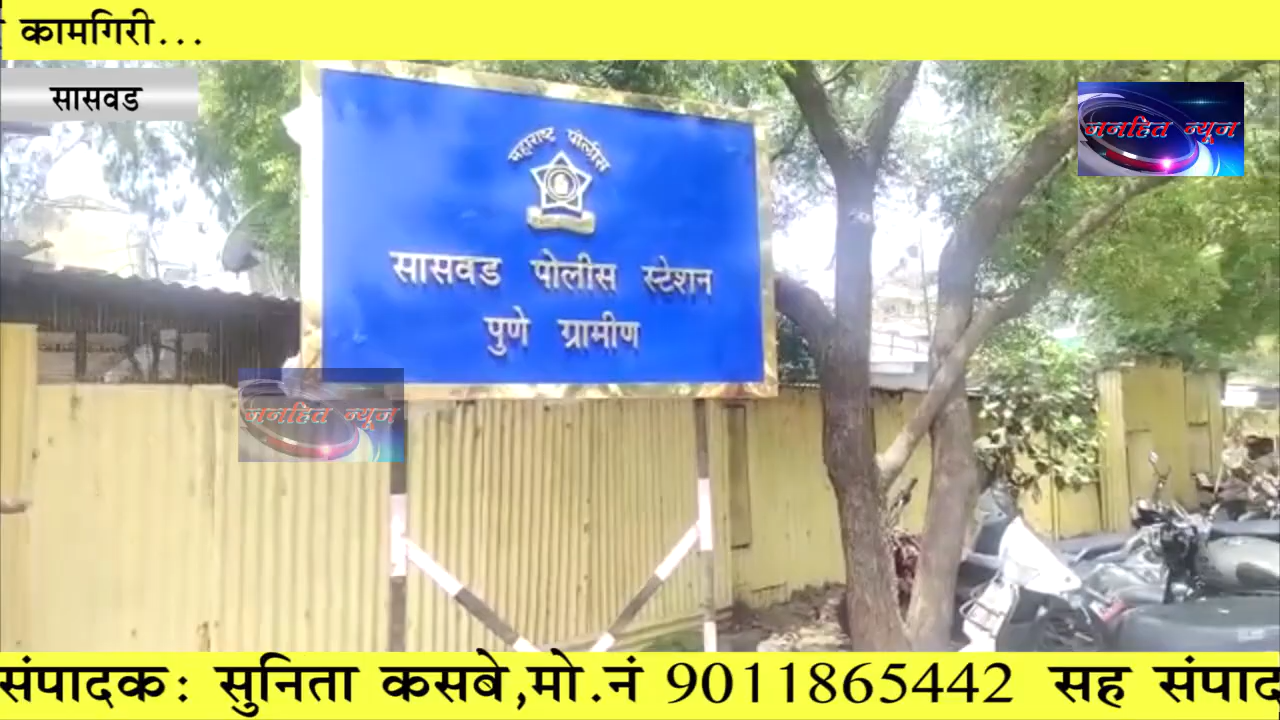 कामगिरी...
सासवड
जनहित न्यूज
महाराष्ट्र पोलीस
सासवड पोलीस स्टेशन
पुणे ग्रामीण
जनहित न्यूज
संपादक: सुनिता कसबे,मो.नं 9011865442 सह संपाद